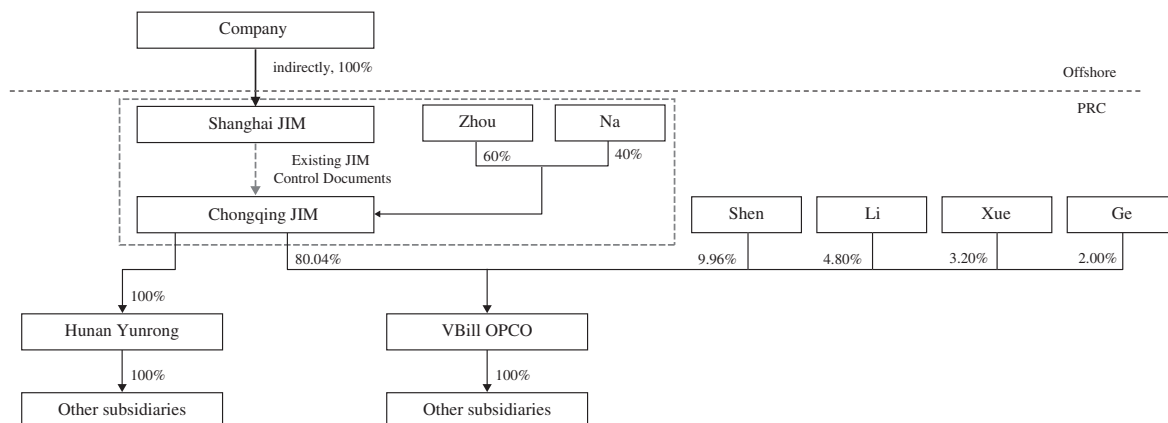 Company
indirectly, 100%
Offshore
PRC
Shanghai JIM
Zhou
Na
60%
40%
Existing JIM
Control Documents
Chongqing JIM
Shen
Li
Xue
Ge
80.04%
9.96%
4.80%
3.20%
2.00%
100%
Hunan Yunrong
VBill OPCO
100%
100%
Other subsidiaries
Other subsidiaries